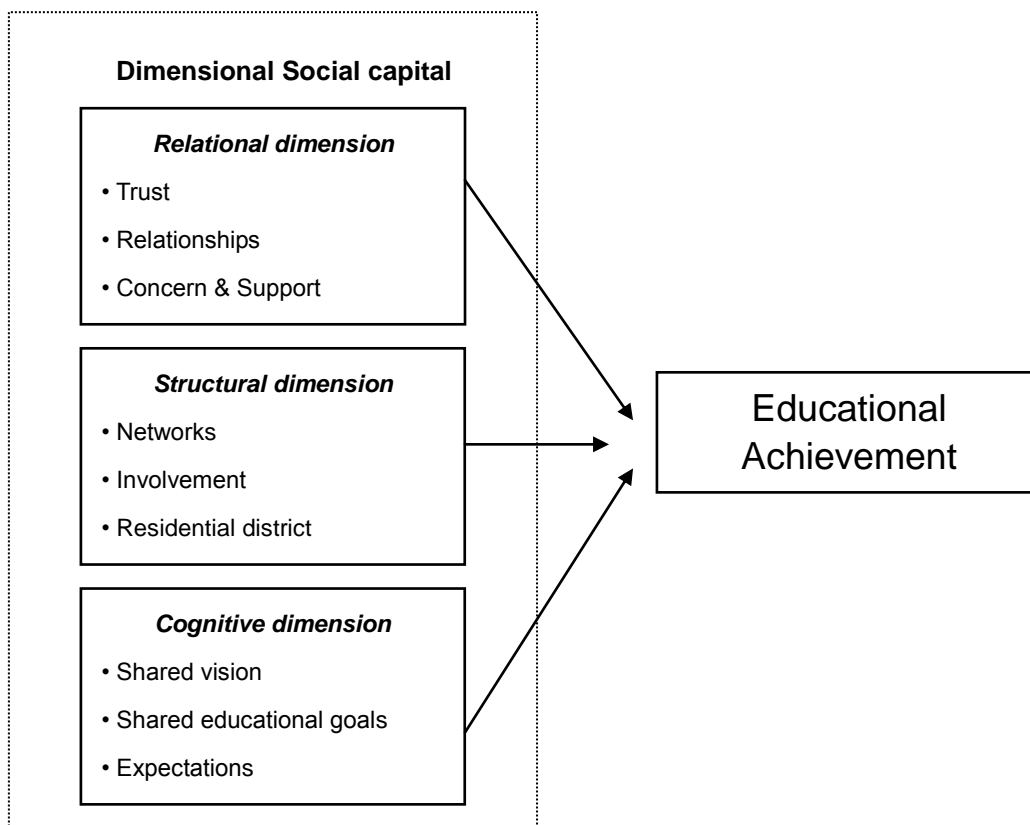 Dimensional Social capital
Relational dimension
• Trust
• Relationships
• Concern & Support
Structural dimension
• Networks
• Involvement
• Residential district
Cognitive dimension
• Shared vision
• Shared educational goals
• Expectations
Educational
Achievement